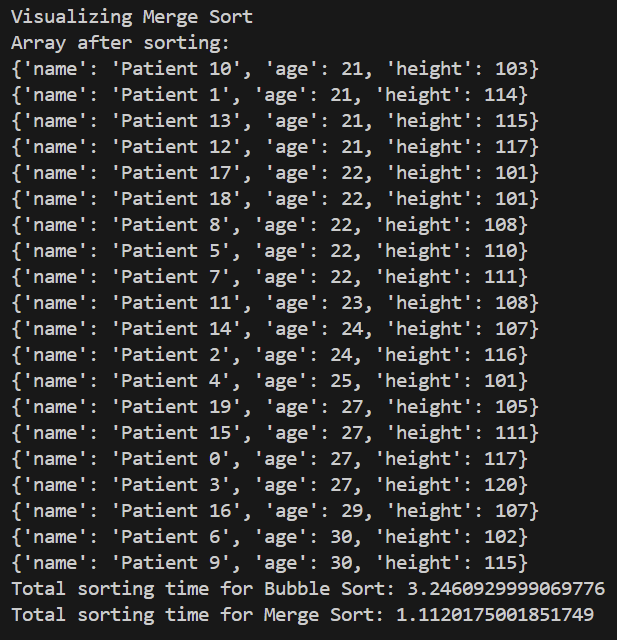 Visualizing Merge Sort
Array after sorting:
{'name': 'Patient 10', 'age': 21, 'height': 103}
{'name': 'Patient 1', 'age': 21, 'height': 114}
{'name': 'Patient 13', 'age': 21, 'height': 115}
{'name': 'Patient 12', 'age': 21, 'height': 117}
{'name': 'Patient 17', 'age': 22, 'height': 101}
{'name': 'Patient 18', 'age': 22, 'height': 101}
{'name': 'Patient 8', 'age': 22, 'height': 108}
{'name': 'Patient 5', 'age': 22, 'height': 110}
{'name': 'Patient 7', 'age': 22, 'height': 111}
{'name': 'Patient 11', 'age': 23, 'height': 108}
{'name': 'Patient 14', 'age': 24, 'height': 107}
{'name': 'Patient 2', 'age': 24, 'height': 116}
{'name': 'Patient 4', 'age': 25, 'height': 101}
{'name': 'Patient 19', 'age': 27, 'height': 105}
{'name': 'Patient 15', 'age': 27, 'height': 111}
{'name': 'Patient 0', 'age': 27, 'height': 117}
{'name': 'Patient 3', 'age': 27, 'height': 120}
{'name': 'Patient 16', 'age': 29, 'height': 107}
{'name': 'Patient 6', 'age': 30, 'height': 102}
{'name': 'Patient 9', 'age': 30, 'height': 115}
Total sorting time for Bubble Sort: 3.2460929999069776
Total sorting time for Merge Sort: 1.1120175001851749